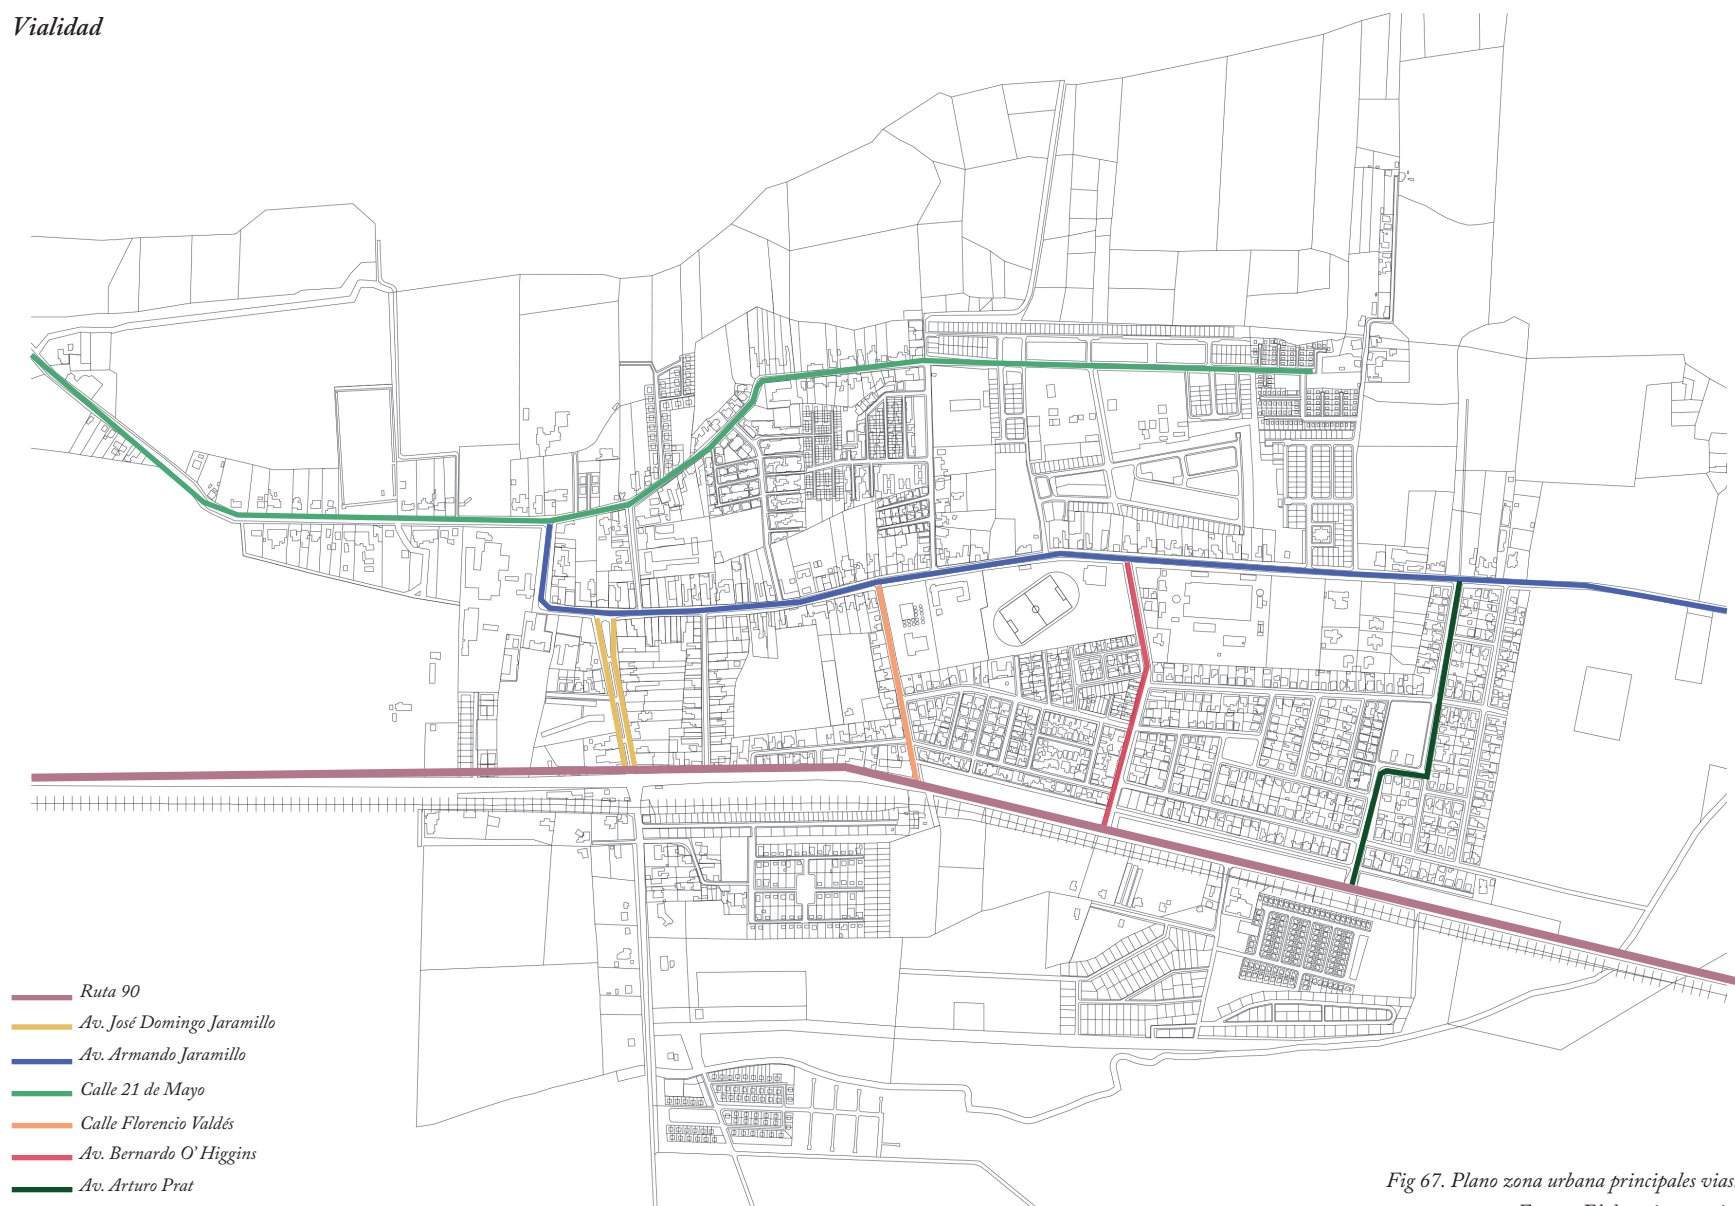 Vialidad
Ruta 90
Av. José Domingo Jaramillo
Av. Armando Jaramillo
Calle 21 de Mayo
Calle Florencio Valdés
Av. Bernardo O' Higgins
Av. Arturo Prat
Fig 67. Plano zona urbana principales vias.